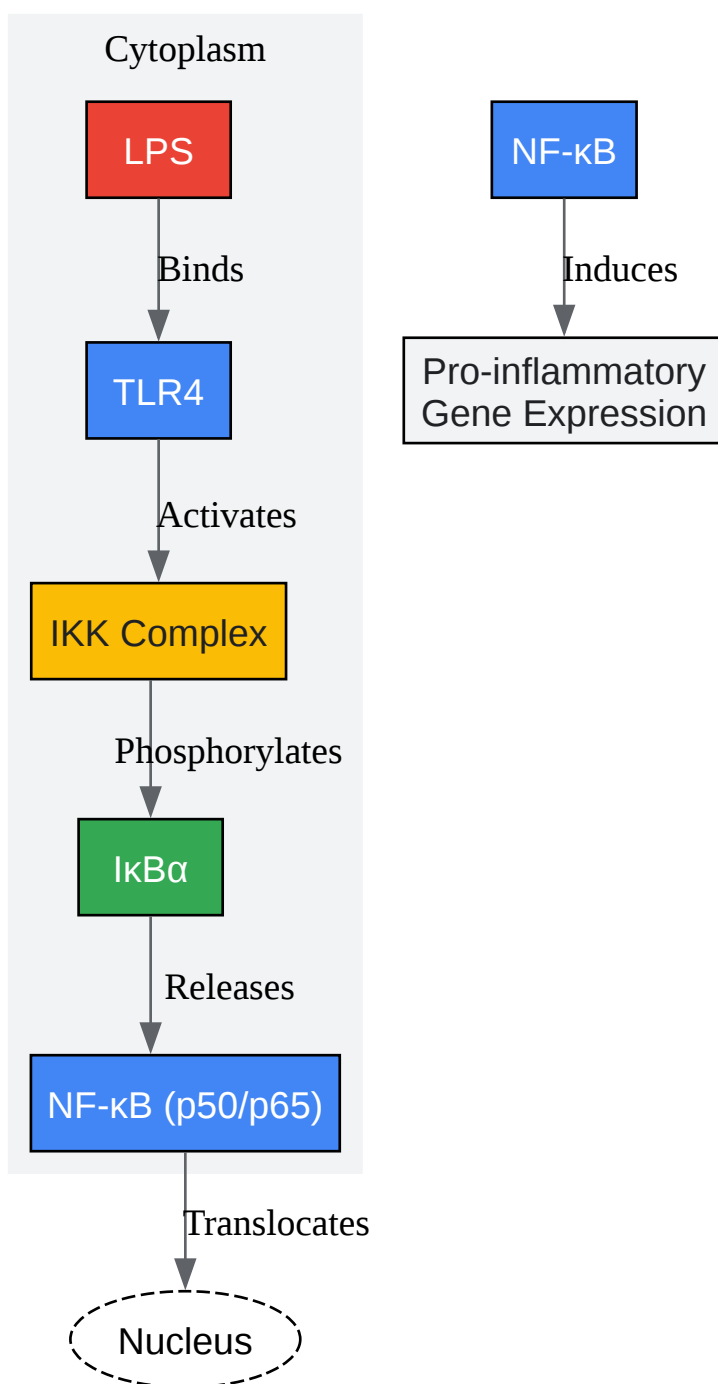 Cytoplasm
LPS
Binds
TLR4
Activates
IKK Complex
Phosphorylates
IκBα
Releases
NF-κB (p50/p65)
Translocates
Nucleus
NF-κB
Induces
Pro-inflammatory
Gene Expression